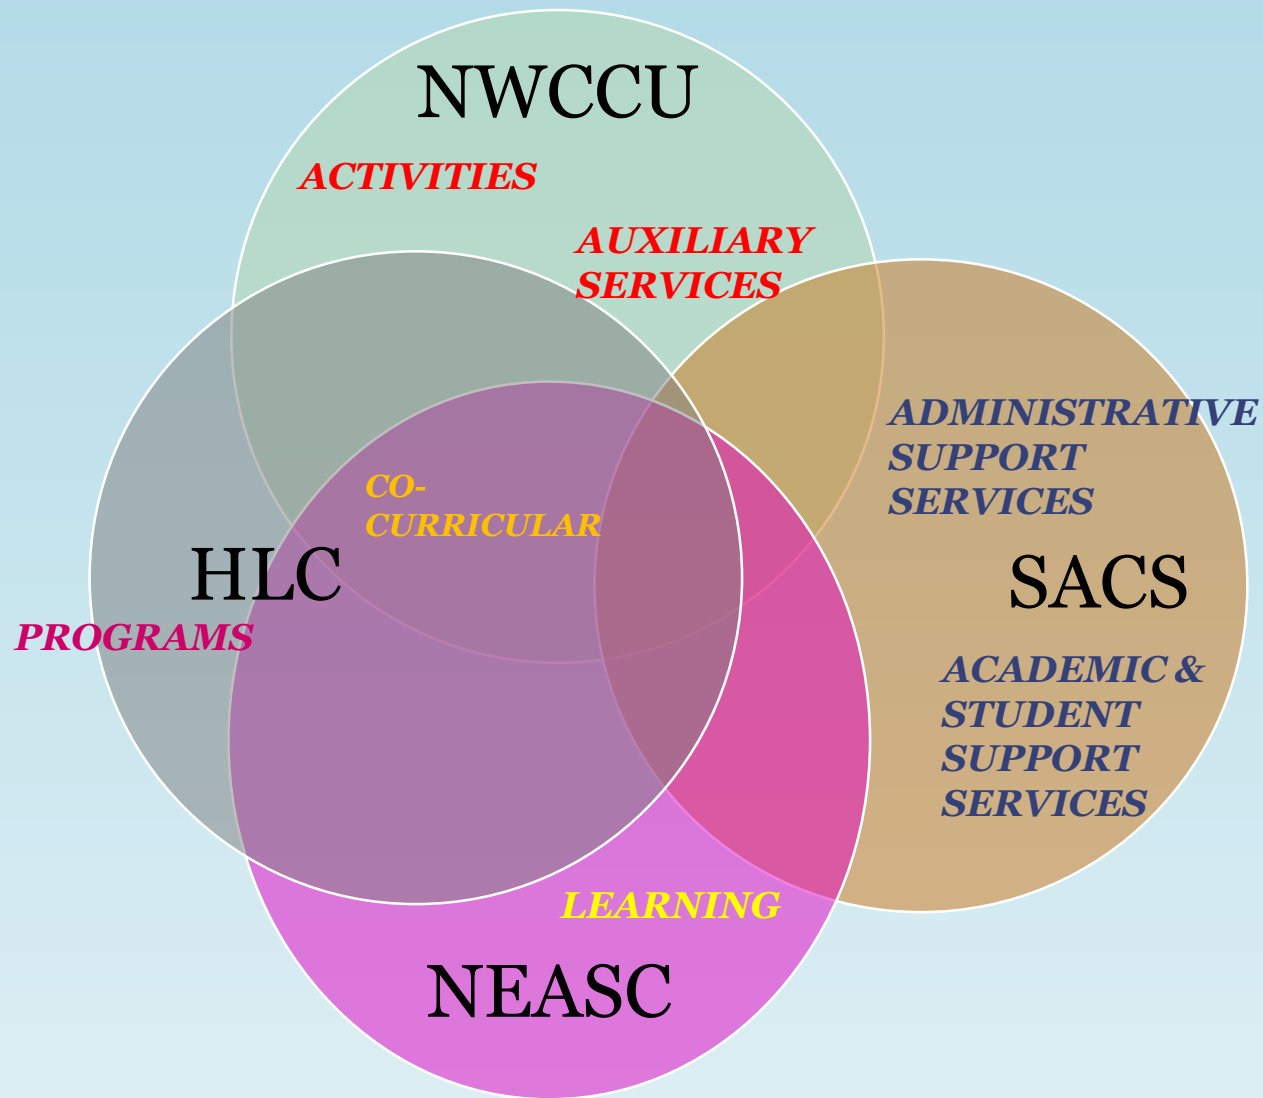 NWCCU
ACTIVITIES
AUXILIARY
SERVICES
ADMINISTRATIVE
SUPPORT
SERVICES
CO-
CURRICULAR
HLC
SACS
PROGRAMS
ACADEMIC &
STUDENT
SUPPORT
SERVICES
LEARNING
NEASC